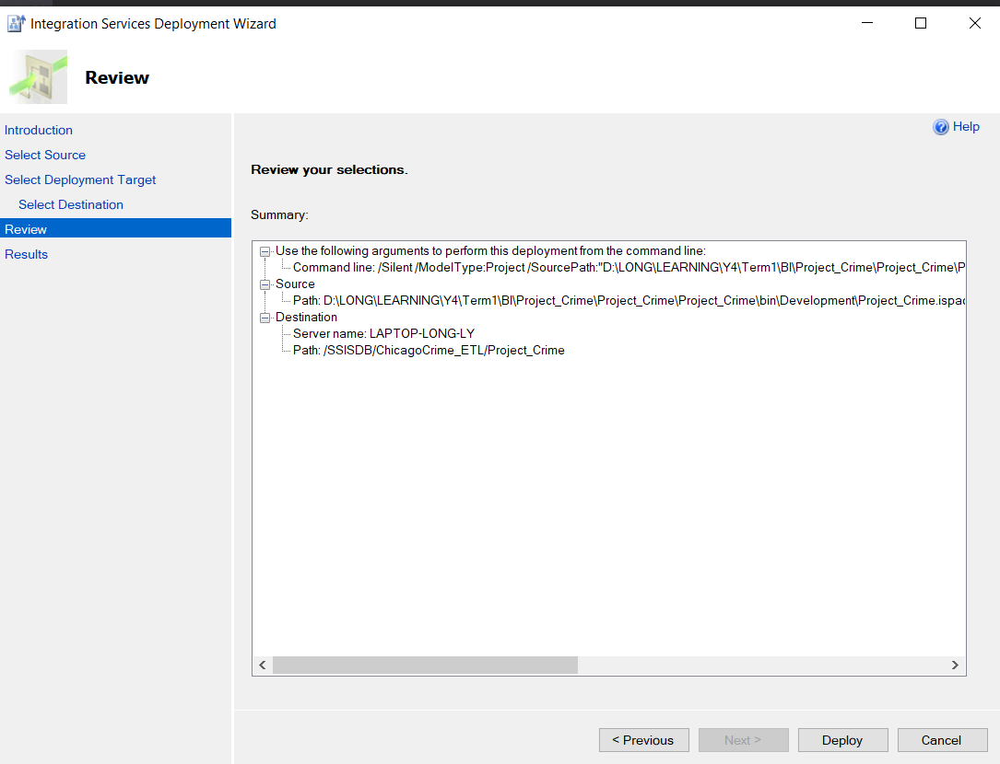 Integration Services Deployment Wizard
Review
Introduction
Select Source
Select Deployment Target
Select Destination
Review
Results
Help
Review your selections.
Summary:
Use the following arguments to perform this deployment from the command line:
Command line: /Silent /ModelType:Project /SourcePath:"D:\LONG\LEARNING\Y4\Term1\BI\Project_Crime\Project_Crime\P
Source
Path: D:\LONG\LEARNING\Y4\Term1\BI\Project_Crime\Project_Crime\Project_Crime\bin\Development\Project_Crime.ispac
Destination
Server name: LAPTOP-LONG-LY
Path: /SSISDB/ChicagoCrime_ETL/Project_Crime
< Previous
Next >
Deploy
Cancel